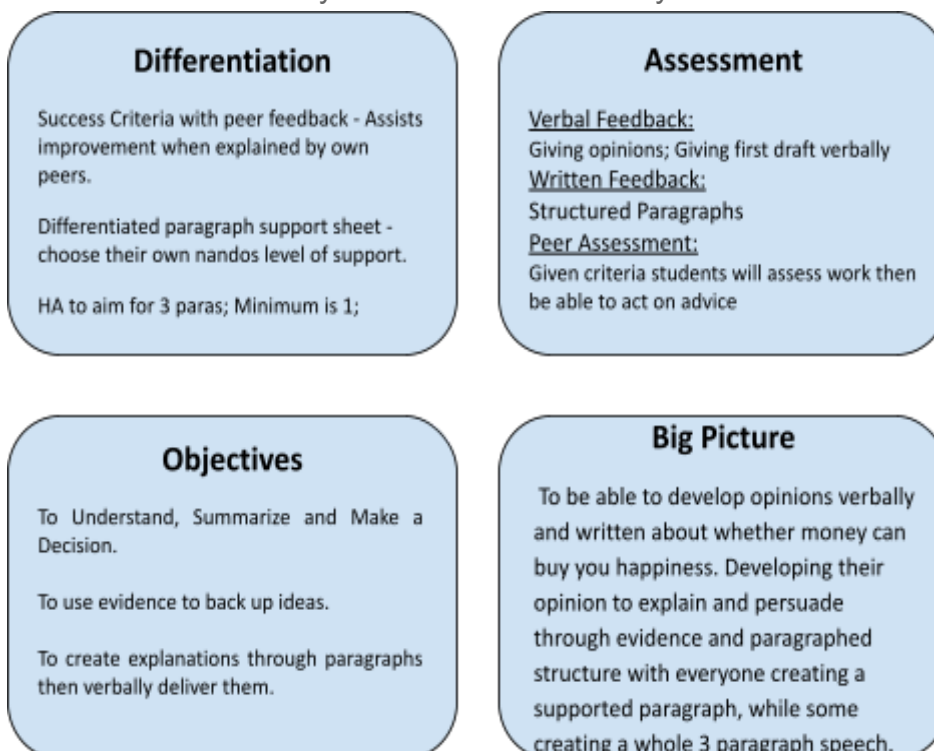 Differentiation
Success Criteria with peer feedback - Assists
improvement when explained by own
peers.
Differentiated paragraph support sheet -
choose their own nandos level of support.
HA to aim for 3 paras; Minimum is 1;
Assessment
Verbal Feedback:
Giving opinions; Giving first draft verbally
Written Feedback:
Structured Paragraphs
Peer Assessment:
Given criteria students will assess work then
be able to act on advice
Objectives
To Understand, Summarize and Make a
Decision.
To use evidence to back up ideas.
To create explanations through paragraphs
then verbally deliver them.
Big Picture
To be able to develop opinions verbally
and written about whether money can
buy you happiness. Developing their
opinion to explain and persuade
through evidence and paragraphed
structure with everyone creating a
supported paragraph, while some
creating a whole 3 paragraph speech.